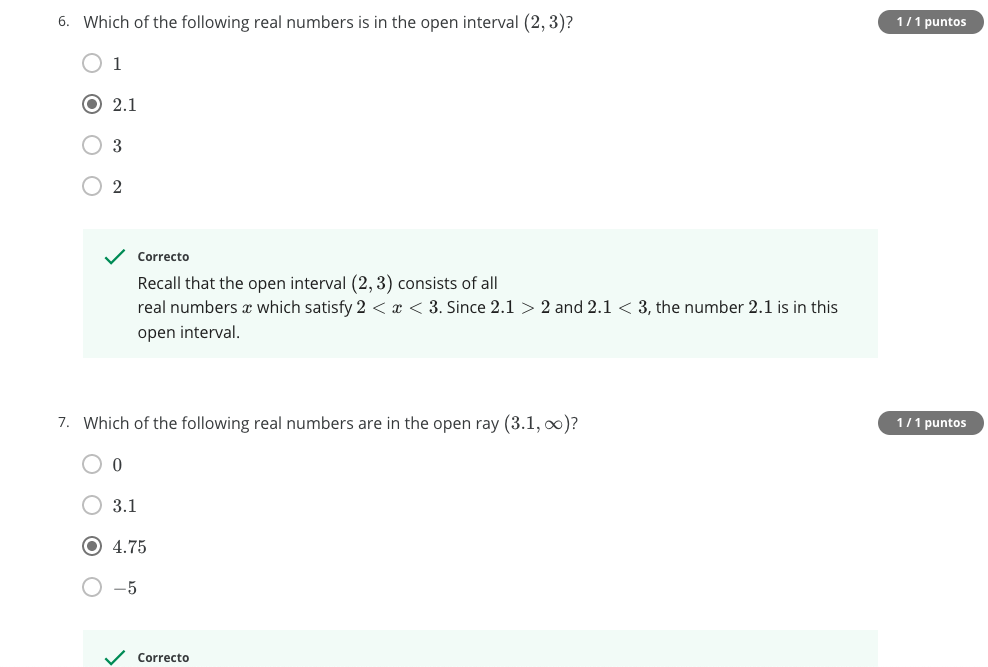 6. Which of the following real numbers is in the open interval (2, 3)?
1 / 1 puntos
1
2.1
3
2
Correcto
Recall that the open interval (2, 3) consists of all
real numbers x which satisfy 2 < x < 3. Since 2.1 > 2 and 2.1 < 3, the number 2.1 is in this
open interval.
7. Which of the following real numbers are in the open ray (3.1, ∞)?
1 / 1 puntos
0
3.1
4.75
−5
Correcto